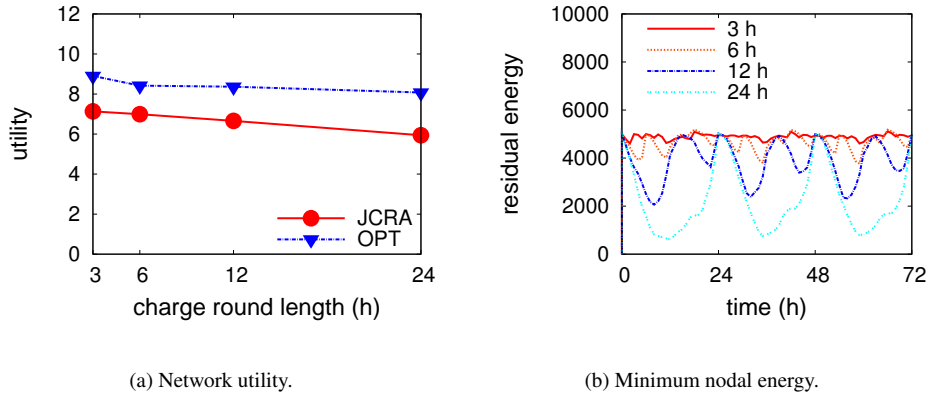 12
10
8
6
4
2
0
utility
JCRA
OPT
3
6
12
24
charge round length (h)
(a) Network utility.
10000
8000
6000
4000
2000
0
residual energy
3 h
6 h
12 h
24 h
0
24
48
72
time (h)
(b) Minimum nodal energy.